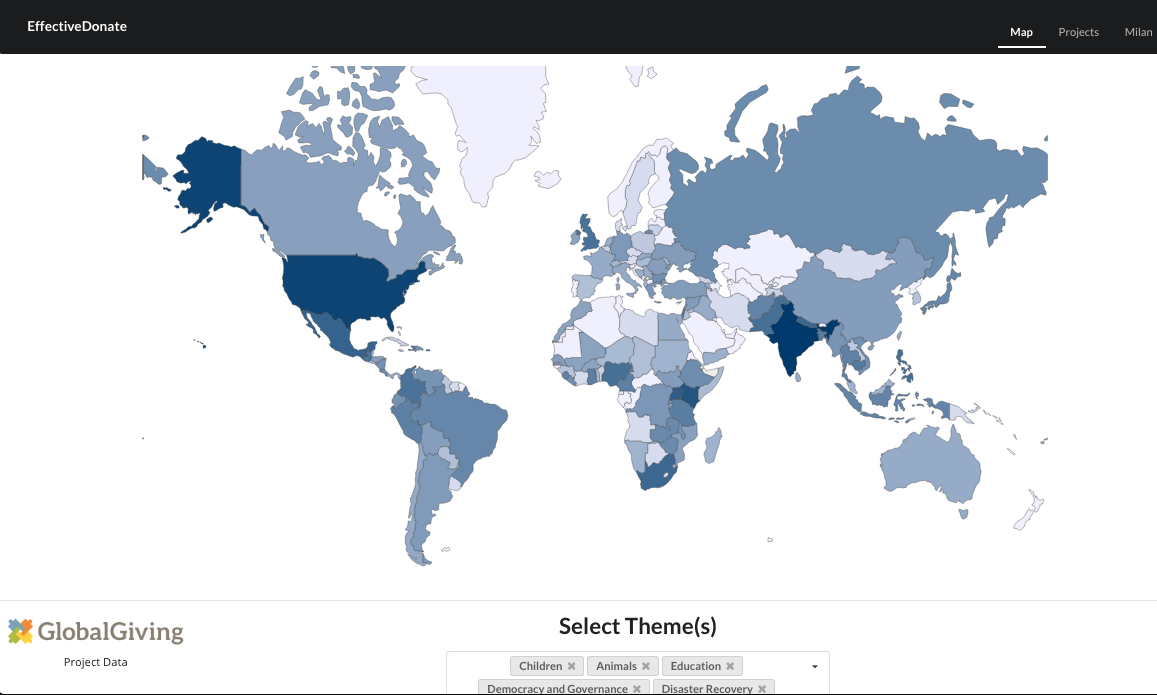 EffectiveDonate
Map Projects Milan
GlobalGiving
Project Data
Select Theme(s)
Children ✖ Animals ✖ Education ✖
Democracy and Governance ✖ Disaster Recovery ✖